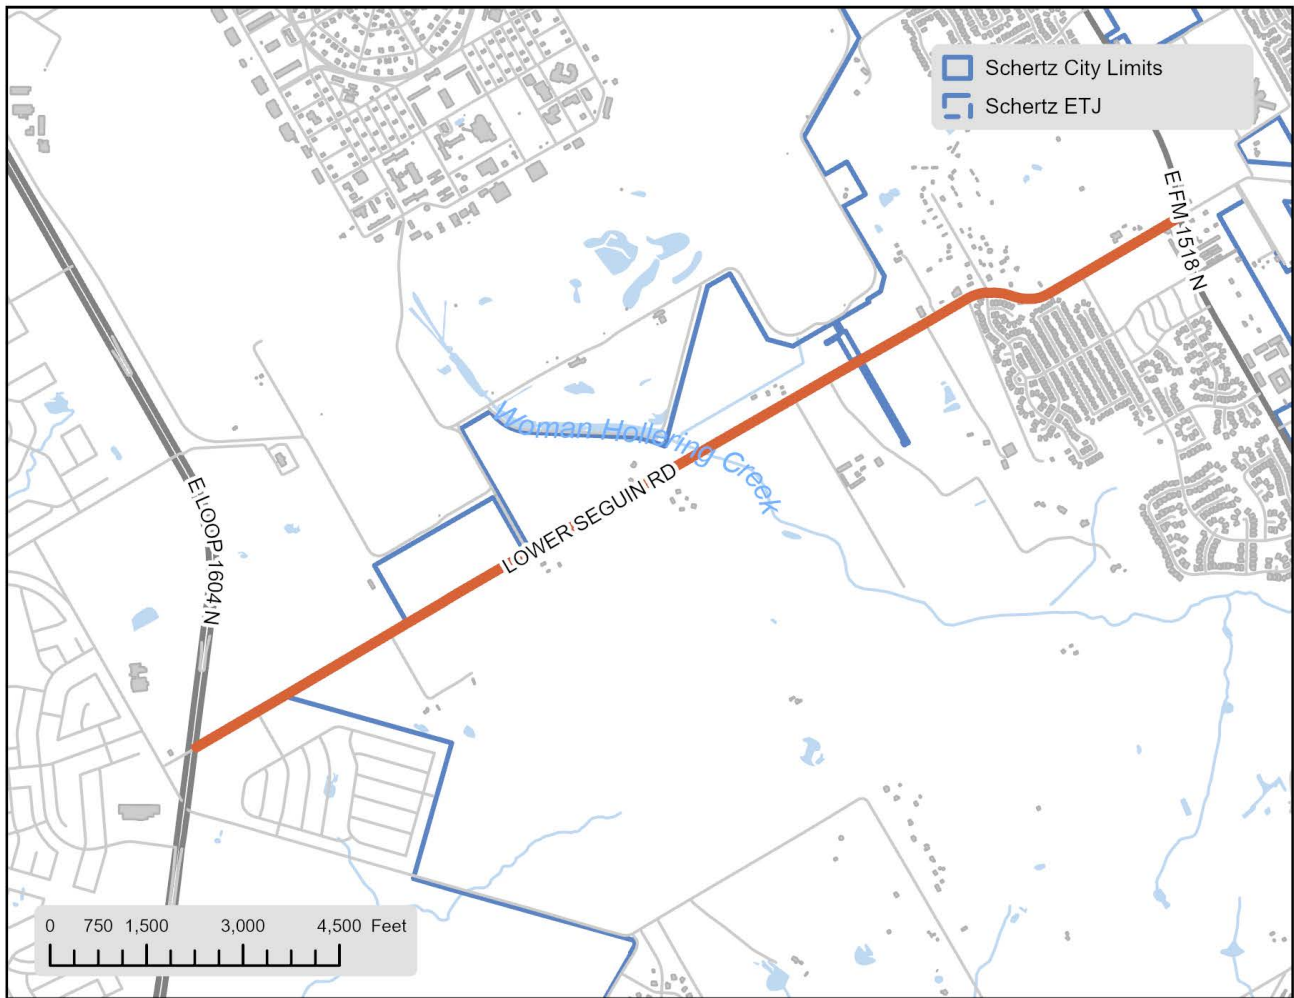 Schertz City Limits
Schertz ETJ
E FM 1518 N
Woman Hollering Creek
LOWER SEGUIN RD
E LOOP 1604 N
0 750 1,500 3,000 4,500 Feet